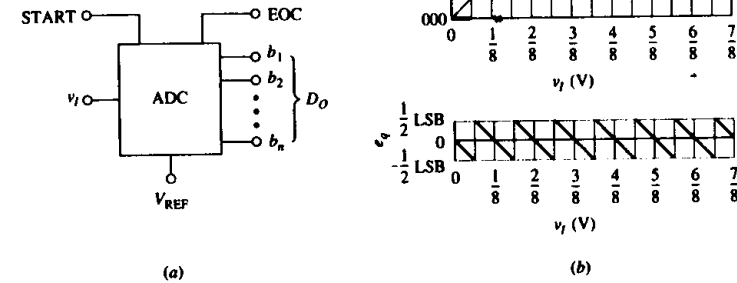 START
EOC
b1
b2
bn
DO
vI
ADC
VREF
(a)
000
0 1/8 2/8 3/8 4/8 5/8 6/8 7/8
vI (V)
eq
1/2 LSB
0
-1/2 LSB
0 1/8 2/8 3/8 4/8 5/8 6/8 7/8
vI (V)
(b)